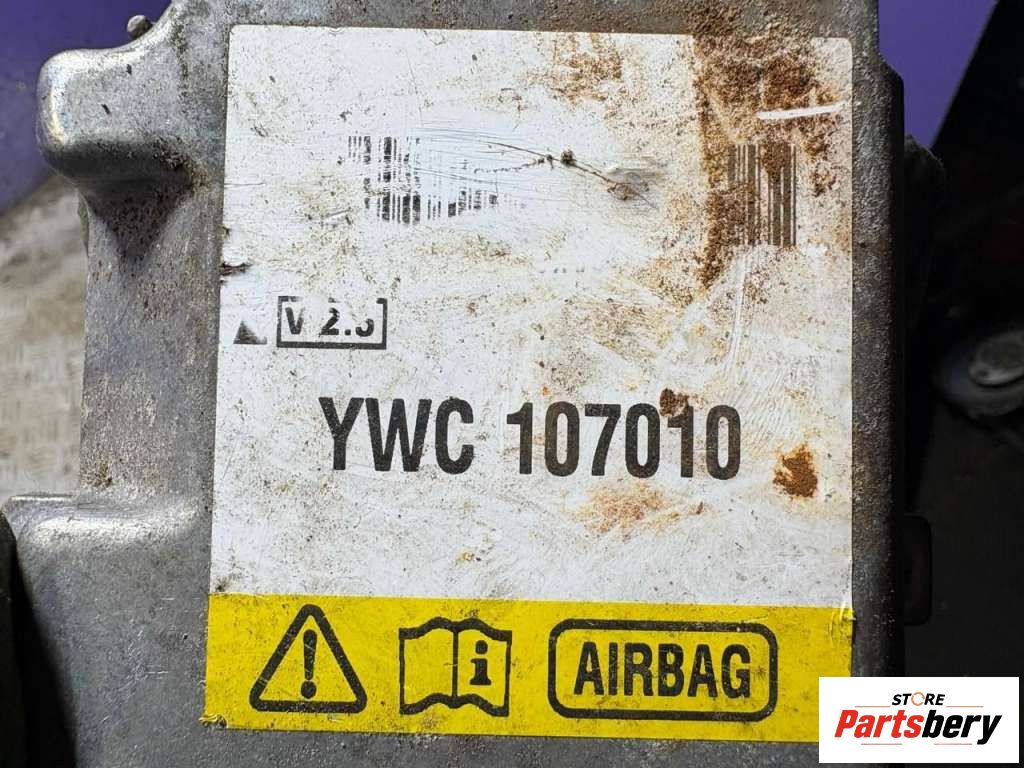 YWC 107010
i
AIRBAG
STORE
Partsbery